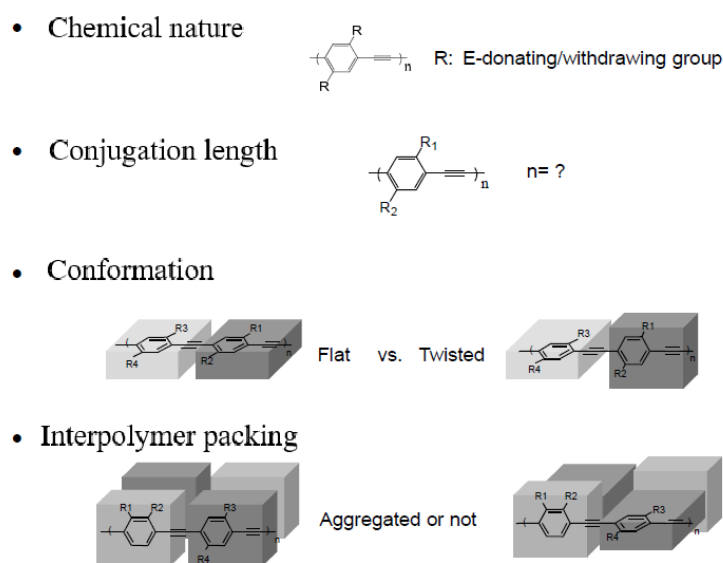 • Chemical nature
R
R
n
R: E-donating/withdrawing group
• Conjugation length
R1
R2
n
n= ?
• Conformation
R3
R1
R4
R2
n
Flat vs. Twisted
R3
R1
R4
R2
n
• Interpolymer packing
R1 R2
R3
R4
n
Aggregated or not
R1 R2
R3
R4
n